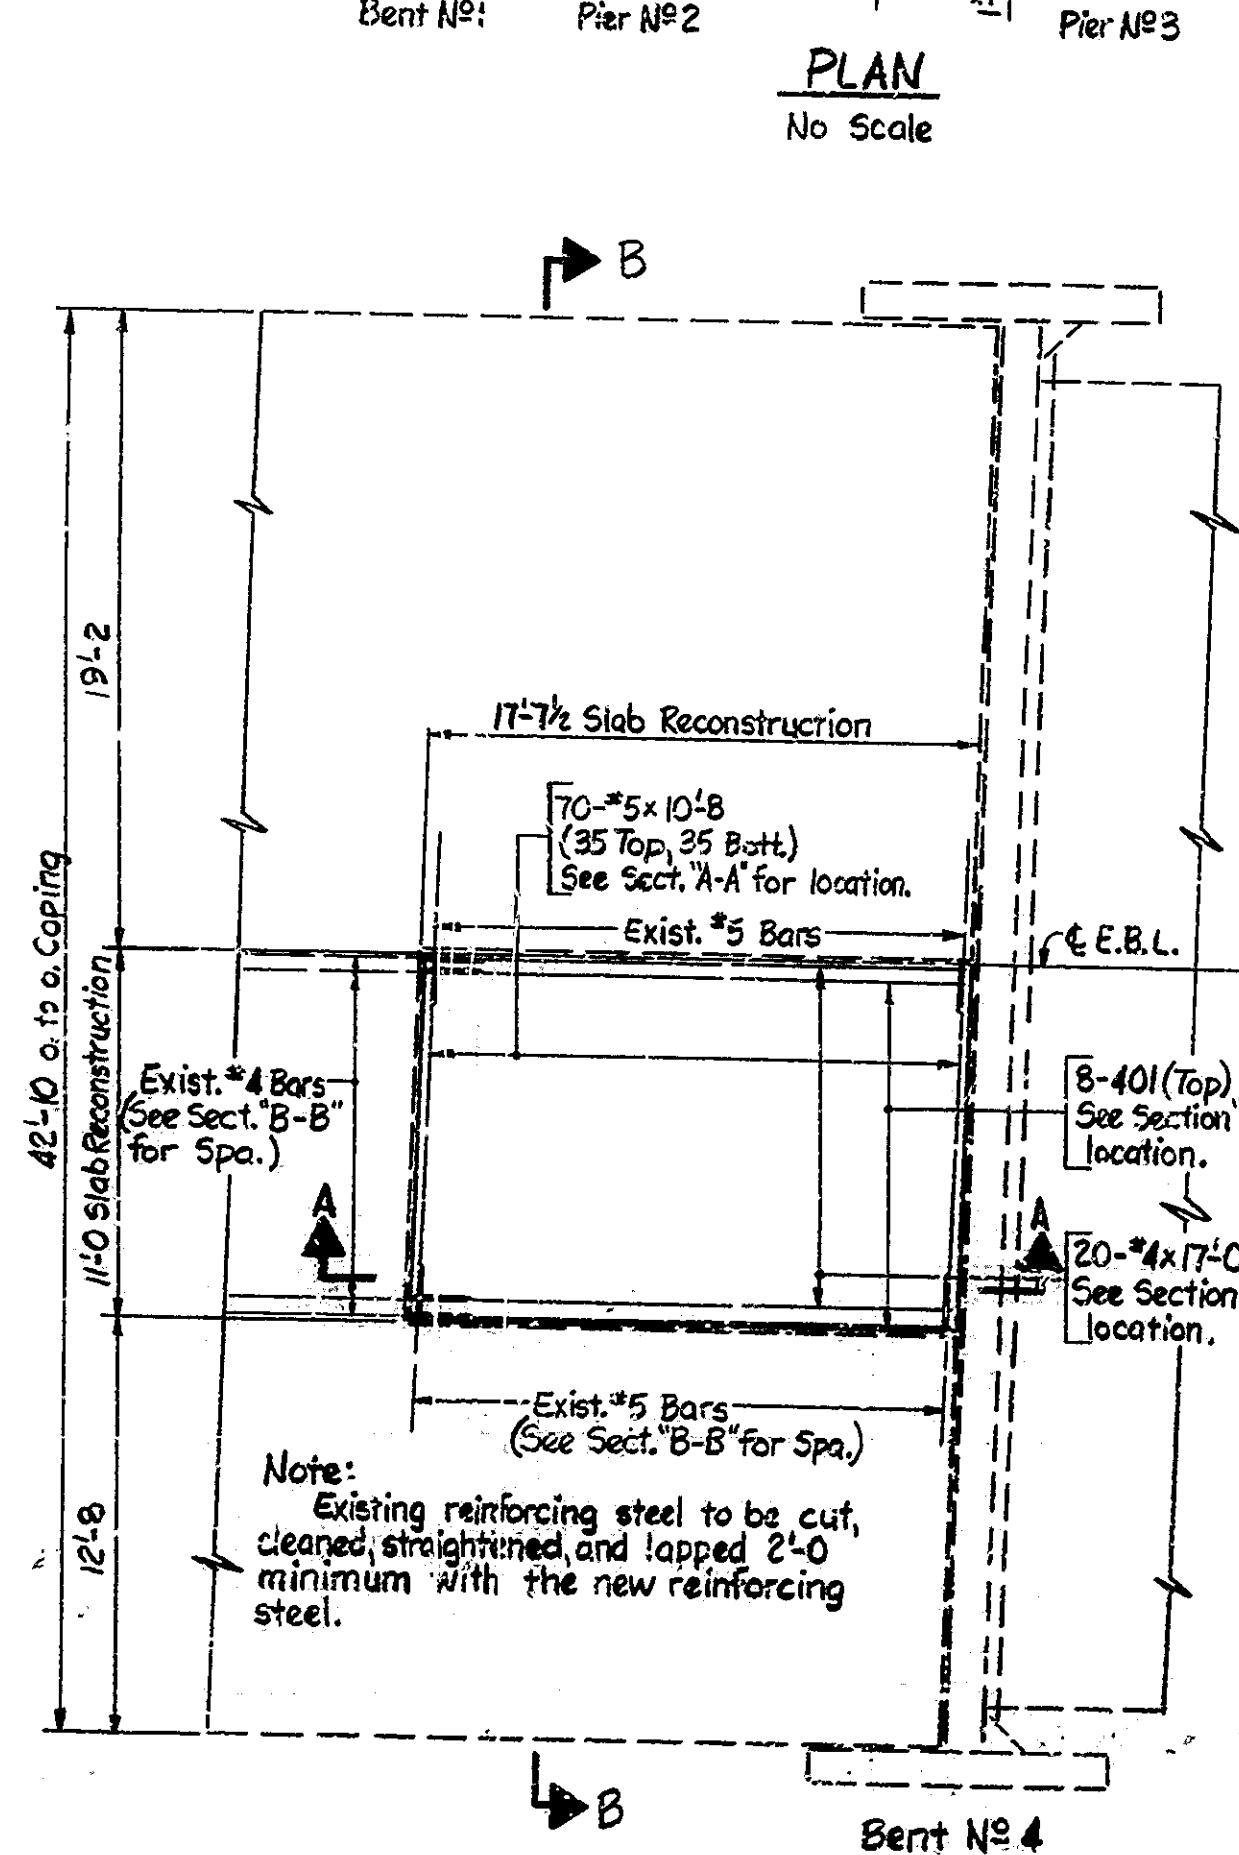 Bent Nº1
Pier Nº2
Pier Nº3
PLAN
No Scale
B
19'-2
17'-7½ Slab Reconstruction
70-#5x10'-8
(35 Top, 35 Bott.)
See Sect. "A-A" for location.
Exist. #5 Bars
℄ E.B.L.
42'-10 o. to o. Coping
11'-0 Slab Reconstruction
Exist. #4 Bars
(See Sect. "B-B"
for Spa.)
8-401 (Top)
See Section
location.
A
A
20-#4x17'-0
See Section
location.
Exist. #5 Bars
(See Sect. "B-B" for Spa.)
Note:
Existing reinforcing steel to be cut,
cleaned, straightened, and lapped 2'-0
minimum with the new reinforcing
steel.
12'-8
B
Bent Nº 4